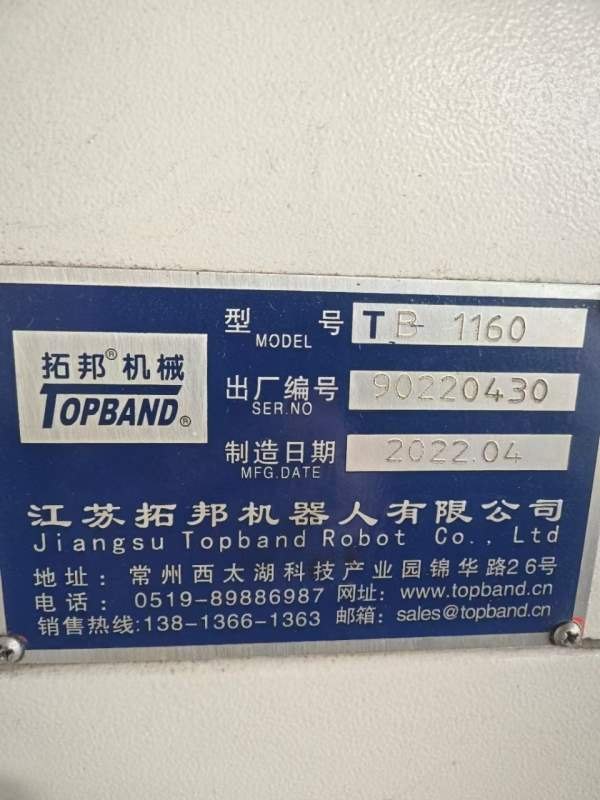 拓邦®机械
TOPBAND®
型号 TB-1160
MODEL
出厂编号 90220430
SER.NO
制造日期 2022.04
MFG.DATE
江苏拓邦机器人有限公司
Jiangsu Topband Robot Co., Ltd
地址：常州西太湖科技产业园锦华路26号
电话：0519-89886987 网址：www.topband.cn
销售热线:138-1366-1363 邮箱：sales@topband.cn